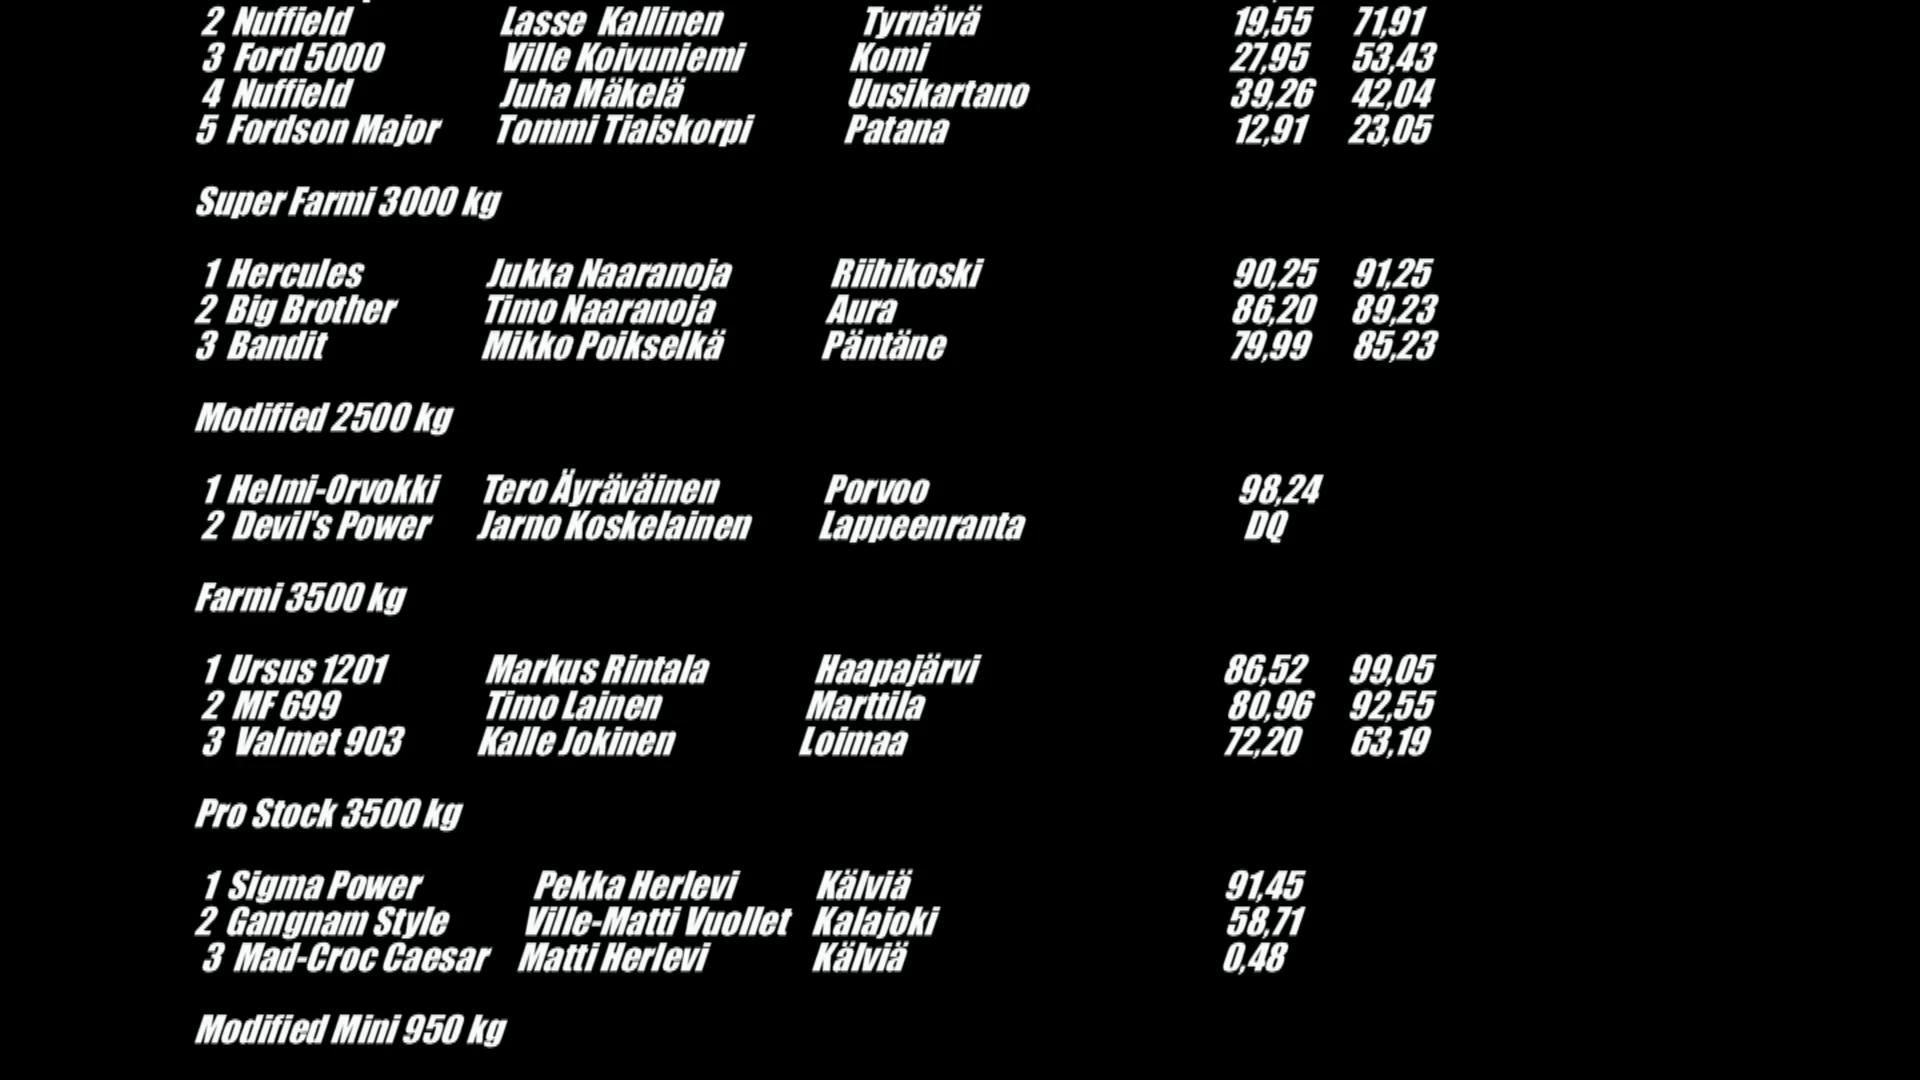 2 Nuffield Lasse Kallinen Tyrnävä 19,55 71,91
3 Ford 5000 Ville Koivuniemi Komi 27,95 53,43
4 Nuffield Juha Mäkelä Uusikartano 39,26 42,04
5 Fordson Major Tommi Tiaiskorpi Patana 12,91 23,05
Super Farmi 3000 kg
1 Hercules Jukka Naaranoja Riihikoski 90,25 91,25
2 Big Brother Timo Naaranoja Aura 86,20 89,23
3 Bandit Mikko Poikselkä Päntäne 79,99 85,23
Modified 2500 kg
1 Helmi-Orvokki Tero Äyräväinen Porvoo 98,24
2 Devil's Power Jarno Koskelainen Lappeenranta DQ
Farmi 3500 kg
1 Ursus 1201 Markus Rintala Haapajärvi 86,52 99,05
2 MF 699 Timo Lainen Marttila 80,96 92,55
3 Valmet 903 Kalle Jokinen Loimaa 72,20 63,19
Pro Stock 3500 kg
1 Sigma Power Pekka Herlevi Kälviä 91,45
2 Gangnam Style Ville-Matti Vuollet Kalajoki 58,71
3 Mad-Croc Caesar Matti Herlevi Kälviä 0,48
Modified Mini 950 kg